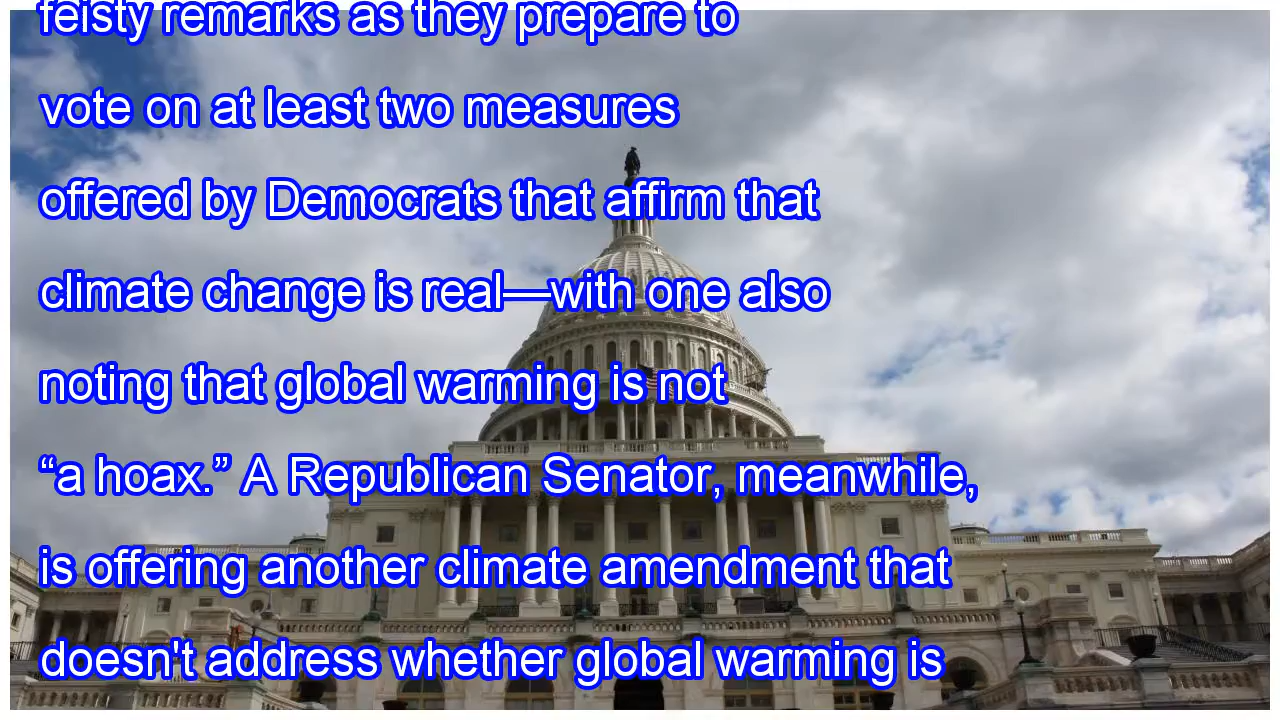 feisty remarks as they prepare to
vote on at least two measures
offered by Democrats that affirm that
climate change is real—with one also
noting that global warming is not
“a hoax.” A Republican Senator, meanwhile,
is offering another climate amendment that
doesn't address whether global warming is